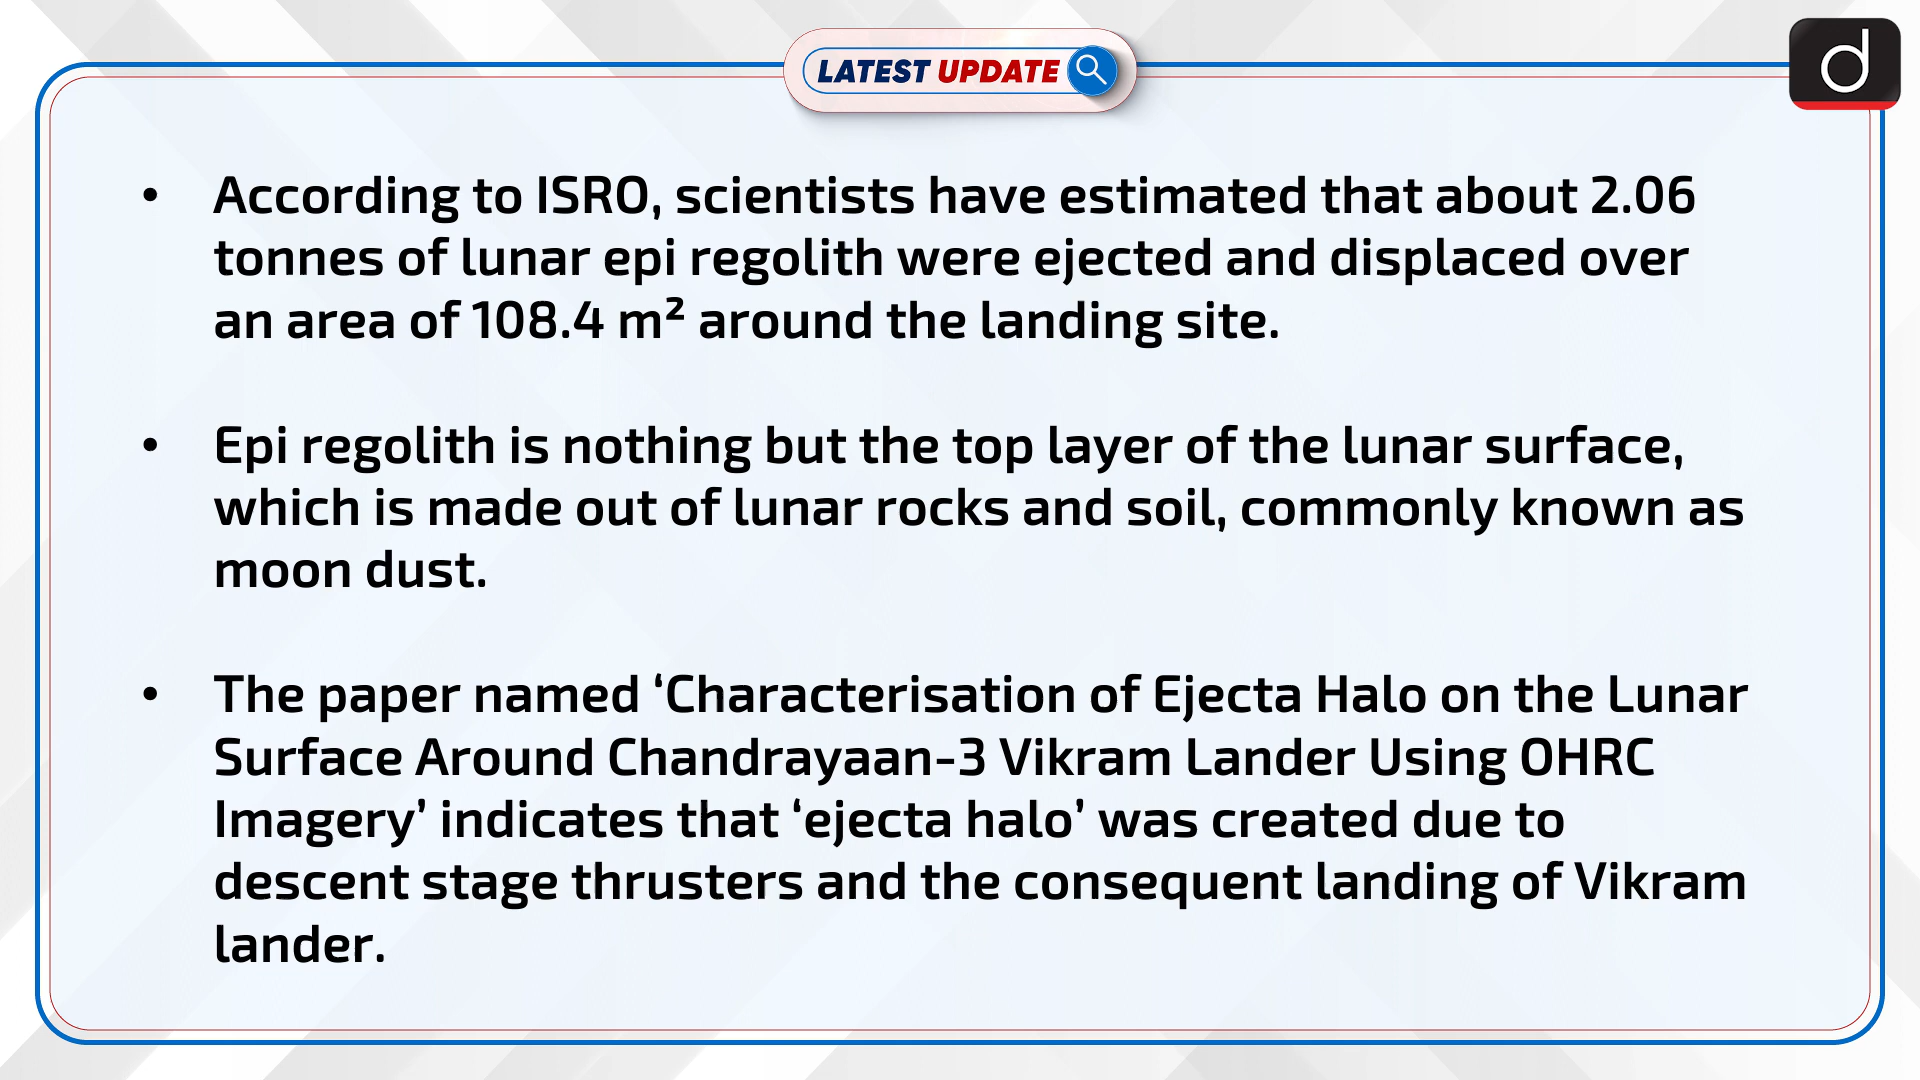 LATEST UPDATE
d
• According to ISRO, scientists have estimated that about 2.06
tonnes of lunar epi regolith were ejected and displaced over
an area of 108.4 m² around the landing site.
• Epi regolith is nothing but the top layer of the lunar surface,
which is made out of lunar rocks and soil, commonly known as
moon dust.
• The paper named ‘Characterisation of Ejecta Halo on the Lunar
Surface Around Chandrayaan-3 Vikram Lander Using OHRC
Imagery’ indicates that ‘ejecta halo’ was created due to
descent stage thrusters and the consequent landing of Vikram
lander.